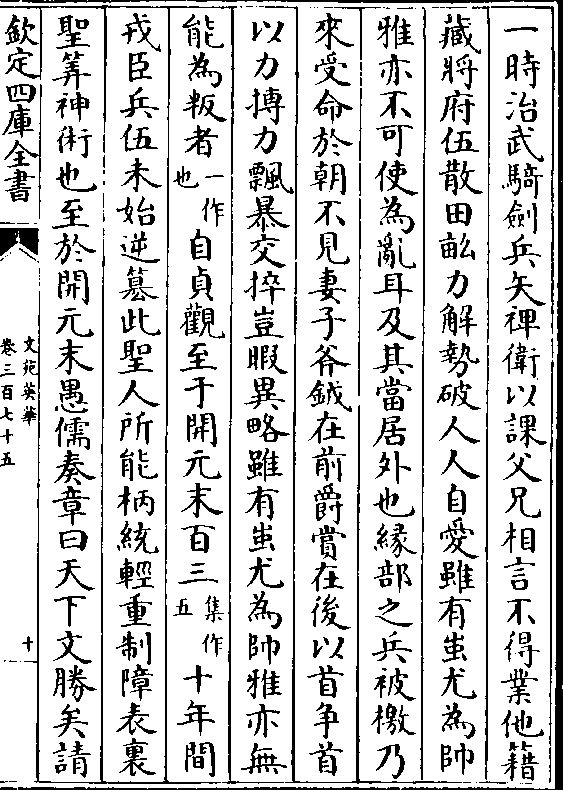 一時治武騎劍兵矢裨衛以課父兄相言不得業他籍
藏將府伍散田畝力解勢破人人自愛雖有蚩尤為帥
雅亦不可使為亂耳及其當居外也緣部之兵被檄乃
來受命於朝不見妻子斧鉞在前爵賞在後以首争首
以力搏力飄暴交捽豈暇異略雖有蚩尤為帥雅亦無
能為叛者一作也自貞觀至于開元末百三集作五十年間
戎臣兵伍未始逆篡此聖人所能柄統輕重制障表裏
聖筭神術也至於開元末愚儒奏章曰天下文勝矣請
欽定四庫全書
文苑英華
卷三百七十五
十